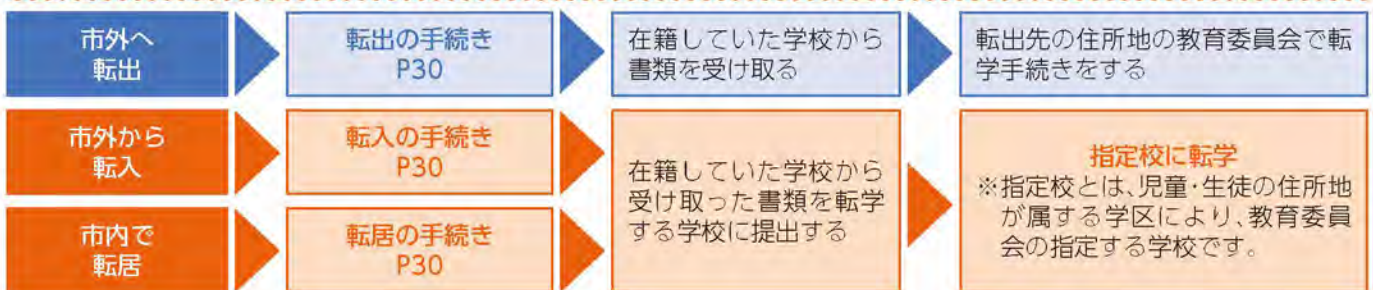 市外へ
転出
転出の手続き
P30
在籍していた学校から
書類を受け取る
転出先の住所地の教育委員会で転
学手続きをする
市外から
転入
転入の手続き
P30
市内で
転居
転居の手続き
P30
在籍していた学校から
受け取った書類を転学
する学校に提出する
指定校に転学
※指定校とは、児童・生徒の住所地
が属する学区により、教育委員
会の指定する学校です。